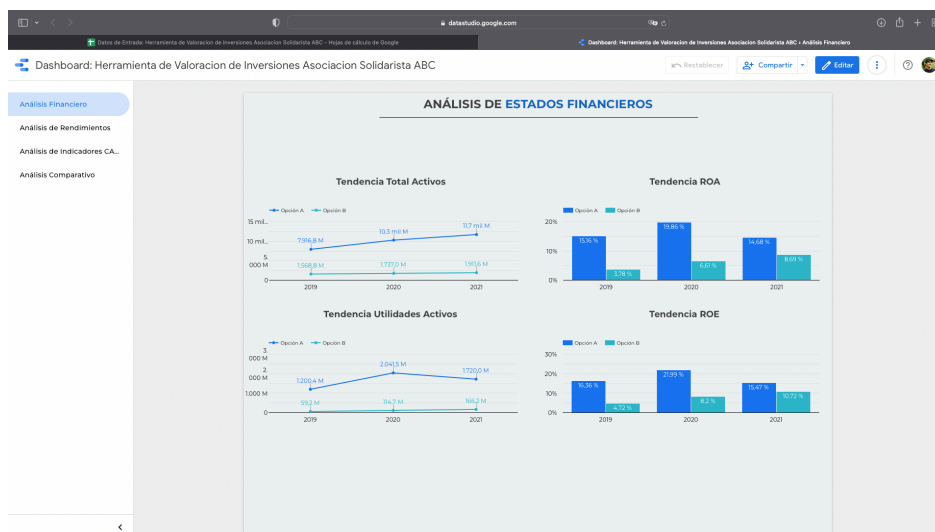 datastudio.google.com
Datos de Entrada: Herramienta de Valoracion de Inversiones Asociacion Solidarista ABC - Hojas de cálculo de Google
Dashboard: Herramienta de Valoracion de Inversiones Asociacion Solidarista ABC › Análisis Financiero
Dashboard: Herramienta de Valoracion de Inversiones Asociacion Solidarista ABC
Restablecer
Compartir
Editar
Análisis Financiero
Análisis de Rendimientos
Análisis de Indicadores CA...
Análisis Comparativo
ANÁLISIS DE ESTADOS FINANCIEROS
Tendencia Total Activos
Opción A Opción B
15 mil...
10 mil...
5.
000 M
0
7.916,8 M 10,3 mil M 11,7 mil M
1.568,8 M 1.737,0 M 1.911,6 M
2019 2020 2021
Tendencia ROA
Opción A Opción B
20%
10%
0%
15,16 % 19,86 % 14,68 %
3,78 % 6,61 % 8,69 %
2019 2020 2021
Tendencia Utilidades Activos
Opción A Opción B
3.
000 M
2.
000 M
1.000 M
0
1.200,4 M 2.041,5 M 1.720,0 M
59,2 M 114,7 M 166,2 M
2019 2020 2021
Tendencia ROE
Opción A Opción B
30%
20%
10%
0%
16,36 % 21,99 % 15,47 %
4,72 % 8,2 % 10,72 %
2019 2020 2021